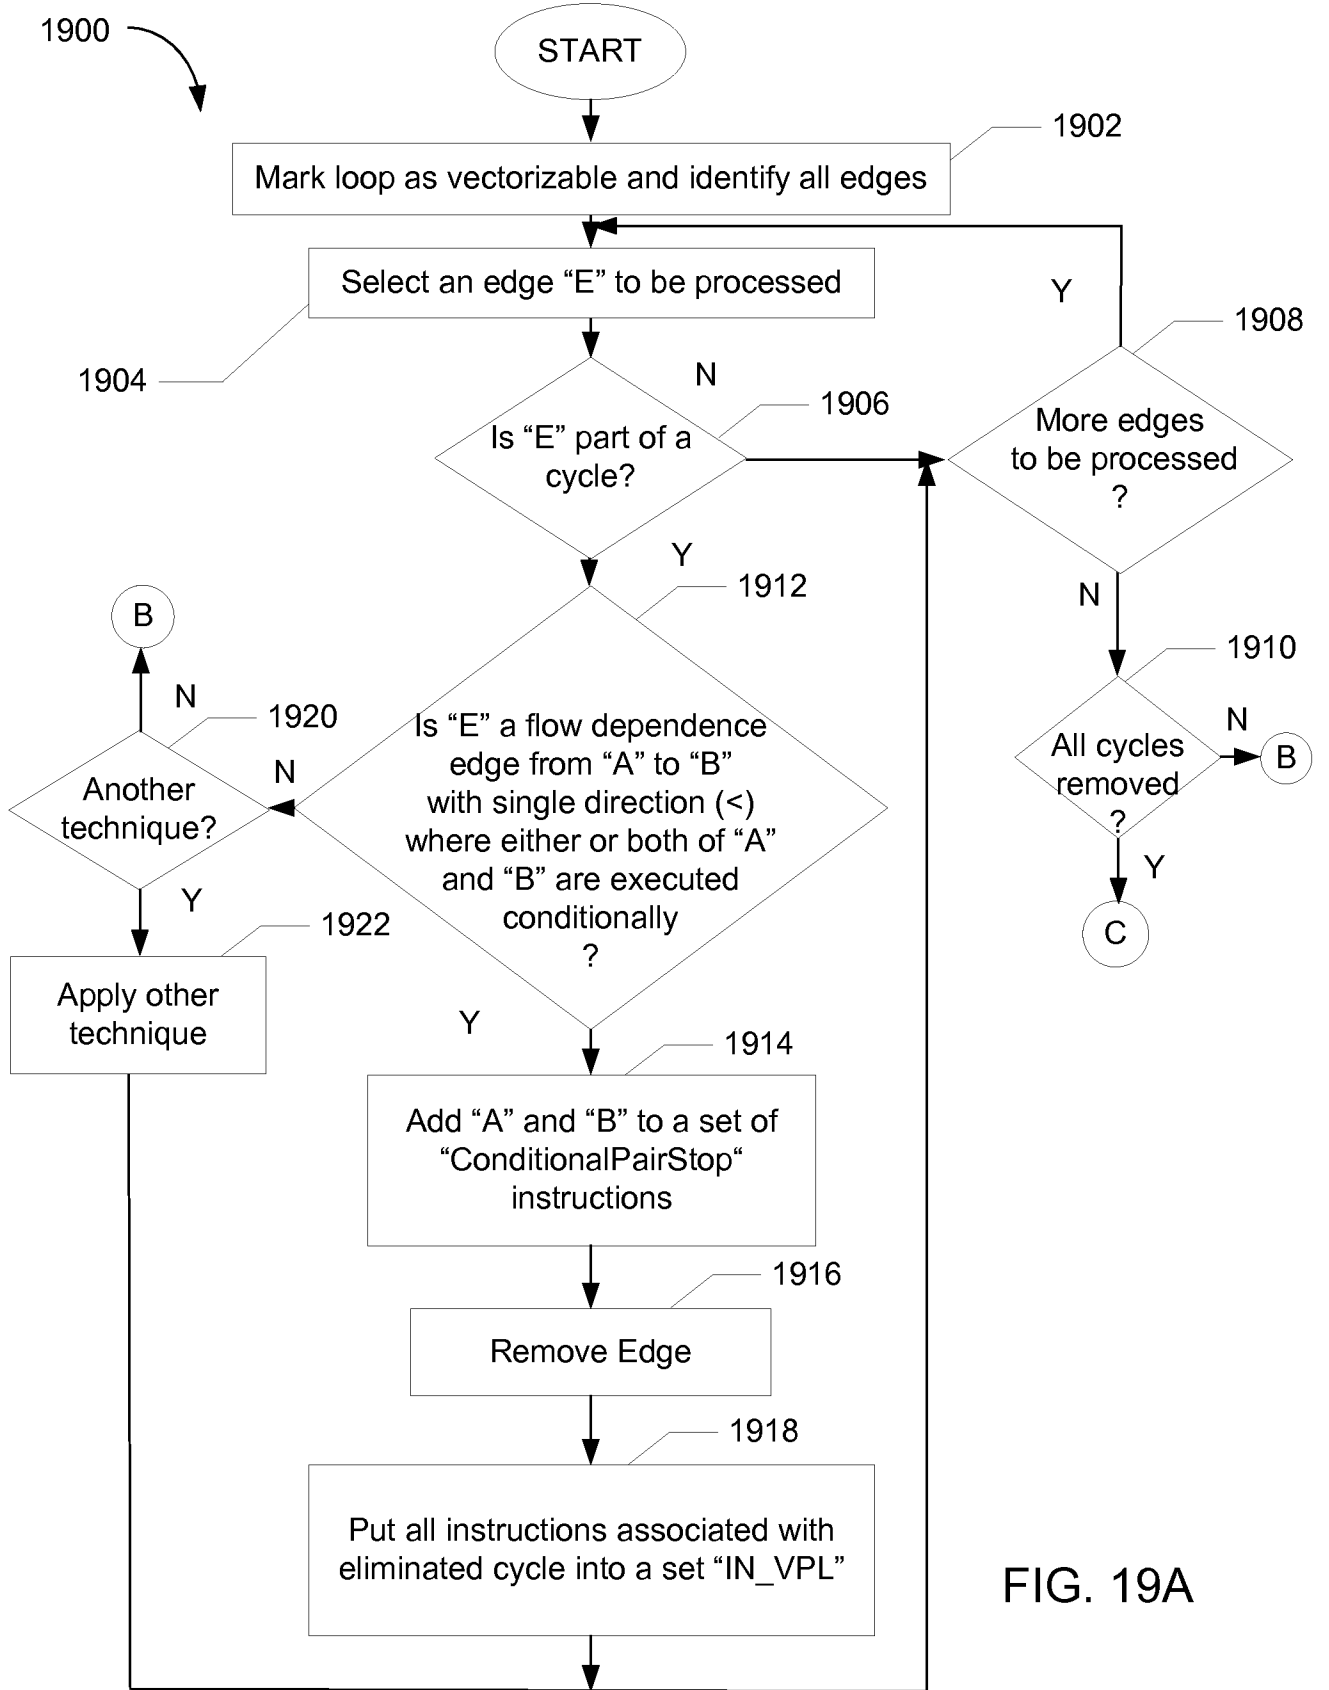 1900
START
1902
Mark loop as vectorizable and identify all edges
Select an edge “E” to be processed
1904
Y
1908
N
1906
Is “E” part of a
cycle?
More edges
to be processed
?
Y
N
1912
B
1910
N
1920
Is “E” a flow dependence
edge from “A” to “B”
with single direction (<)
where either or both of “A”
and “B” are executed
conditionally
?
N
Another
technique?
All cycles
removed
?
N
B
Y
C
Y
1922
Apply other
technique
Y
1914
Add “A” and “B” to a set of
“ConditionalPairStop“
instructions
1916
Remove Edge
1918
Put all instructions associated with
eliminated cycle into a set “IN_VPL”
FIG. 19A